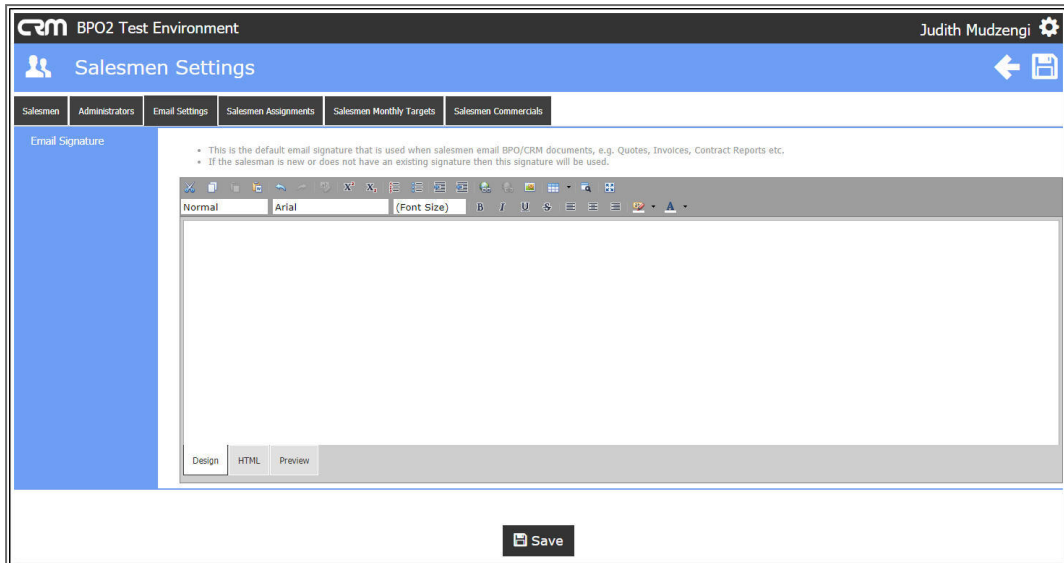 CRM BPO2 Test Environment Judith Mudzengi
Salesmen Settings
Salesmen Administrators Email Settings Salesmen Assignments Salesmen Monthly Targets Salesmen Commercials
Email Signature
• This is the default email signature that is used when salesmen email BPO/CRM documents, e.g. Quotes, Invoices, Contract Reports etc.
• If the salesman is new or does not have an existing signature then this signature will be used.
Normal Arial (Font Size) B I U S A
Design HTML Preview
Save